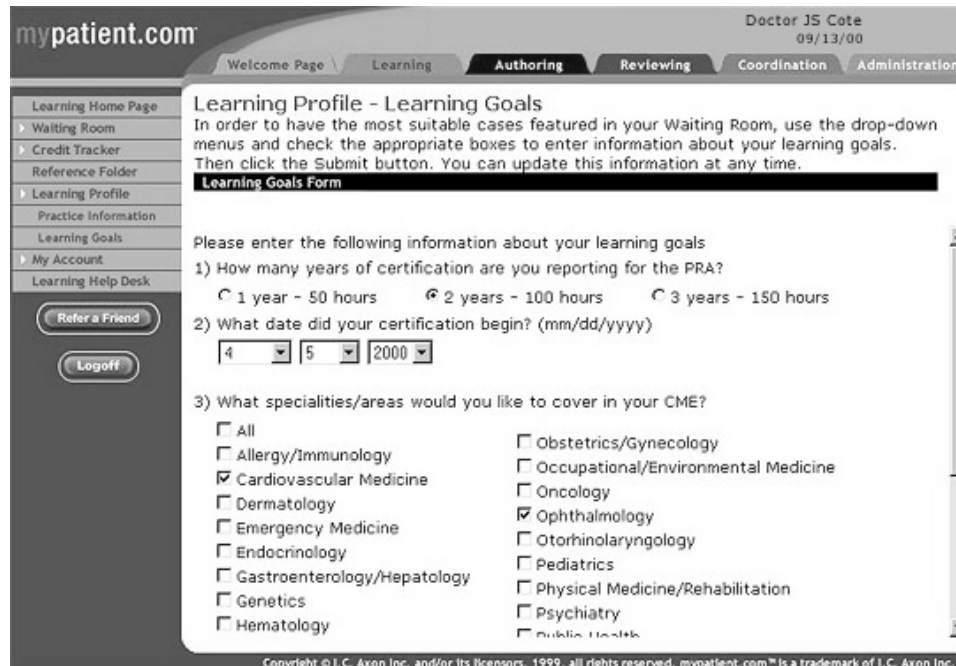 mypatient.com
Doctor JS Cote
09/13/00
Welcome Page Learning Authoring Reviewing Coordination Administration
Learning Home Page
Waiting Room
Credit Tracker
Reference Folder
Learning Profile
Practice Information
Learning Goals
My Account
Learning Help Desk
Refer a Friend
Logoff
Learning Profile - Learning Goals
In order to have the most suitable cases featured in your Waiting Room, use the drop-down
menus and check the appropriate boxes to enter information about your learning goals.
Then click the Submit button. You can update this information at any time.
Learning Goals Form
Please enter the following information about your learning goals
1) How many years of certification are you reporting for the PRA?
1 year - 50 hours 2 years - 100 hours 3 years - 150 hours
2) What date did your certification begin? (mm/dd/yyyy)
4 5 2000
3) What specialities/areas would you like to cover in your CME?
All
Allergy/Immunology
Cardiovascular Medicine
Dermatology
Emergency Medicine
Endocrinology
Gastroenterology/Hepatology
Genetics
Hematology
Obstetrics/Gynecology
Occupational/Environmental Medicine
Oncology
Ophthalmology
Otorhinolaryngology
Pediatrics
Physical Medicine/Rehabilitation
Psychiatry
Public Health
Copyright © I.C. Axon Inc. and/or its licensors, 1999, all rights reserved. mypatient.com™ is a trademark of I.C. Axon Inc.